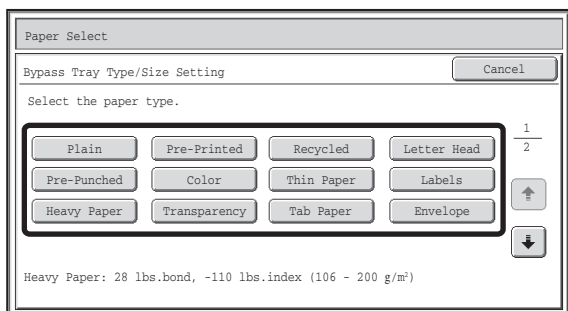 Paper Select
Bypass Tray Type/Size Setting
Cancel
Select the paper type.
Plain Pre-Printed Recycled Letter Head
1
2
Pre-Punched Color Thin Paper Labels
Heavy Paper Transparency Tab Paper Envelope
Heavy Paper: 28 lbs.bond, -110 lbs.index (106 - 200 g/m²)